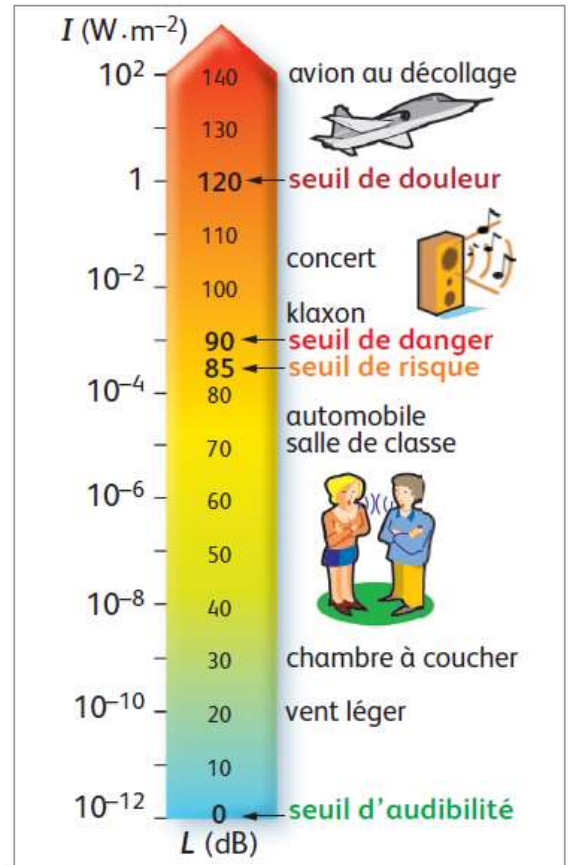 I (W.m⁻²)
10² 140 avion au décollage
130
1 120 seuil de douleur
110
concert
10⁻² 100
klaxon
90 seuil de danger
85 seuil de risque
10⁻⁴ 80
automobile
70 salle de classe
10⁻⁶ 60
50
10⁻⁸ 40
30 chambre à coucher
10⁻¹⁰ 20 vent léger
10
10⁻¹² 0 seuil d'audibilité
L (dB)